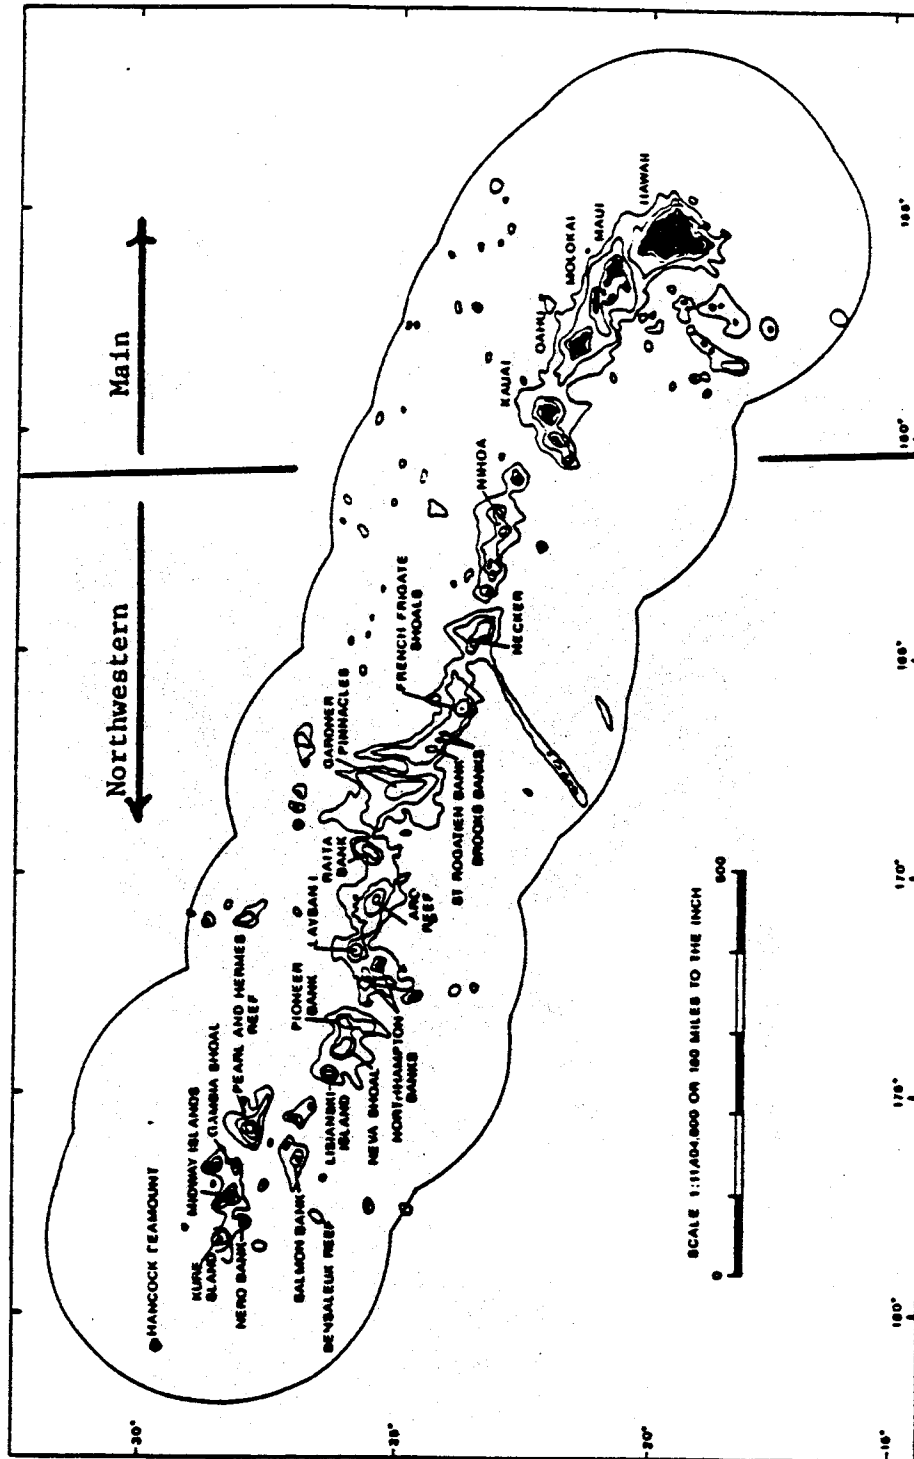 Northwestern
Main
HANCOCK SEAMOUNT
KURE
ISLAND
NERO BANK
MIDWAY ISLANDS
GAMBIA SHOAL
PEARL AND HERMES
REEF
SALMON BANK
BENSALEUX REEF
LISIANSKI
ISLAND
NEVA SHOAL
NORTHHAMPTON
BANKS
PIONEER
BANK
LAYSAN I
RAITA
BANK
ARC
REEF
GARDNER
PINNACLES
ST ROGATIEN BANK
BROOKS BANKS
FRENCH FRIGATE
SHOALS
NECKER
NIHOA
KAUAI
OAHU
MOLOKAI
MAUI
HAWAII
SCALE 1:11,404,800 OR 180 MILES TO THE INCH
0
500
30°
25°
20°
15°
180°
175°
170°
165°
160°
155°